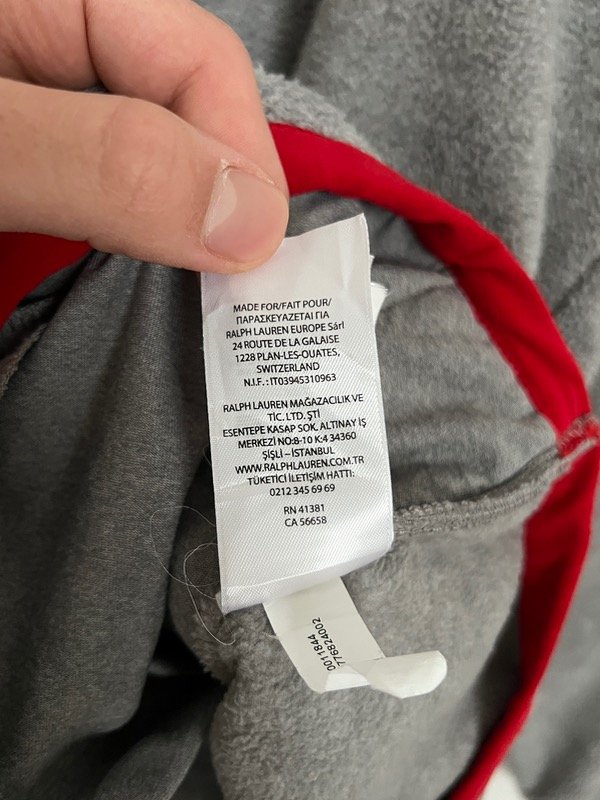 MADE FOR/FAIT POUR/
ΠΑΡΑΣΚΕΥΑΖΕΤΑΙ ΓΙΑ
RALPH LAUREN EUROPE Sárl
24 ROUTE DE LA GALAISE
1228 PLAN-LES-OUATES,
SWITZERLAND
N.I.F.: IT03945310963
RALPH LAUREN MAĞAZACILIK VE
TİC. LTD. ŞTİ
ESENTEPE KASAP SOK. ALTINAY İŞ
MERKEZİ NO:8-10 K:4 34360
ŞİŞLİ – İSTANBUL
WWW.RALPHLAUREN.COM.TR
TÜKETİCİ İLETİŞİM HATTI:
0212 345 69 69
RN 41381
CA 56658
001184A
776824002